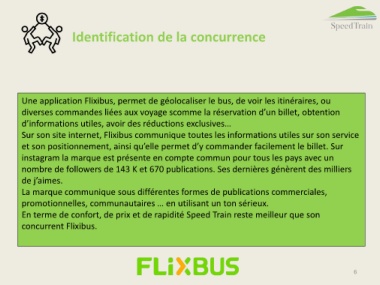 SpeedTrain
Identification de la concurrence
Une application Flixibus, permet de géolocaliser le bus, de voir les itinéraires, ou
diverses commandes liées aux voyage scomme la réservation d'un billet, obtention
d'informations utiles, avoir des réductions exclusives…
Sur son site internet, Flixibus communique toutes les informations utiles sur son service
et son positionnement, ainsi qu'elle permet d'y commander facilement le billet. Sur
instagram la marque est présente en compte commun pour tous les pays avec un
nombre de followers de 143 K et 670 publications. Ses dernières génèrent des milliers
de j'aimes.
La marque communique sous différentes formes de publications commerciales,
promotionnelles, communautaires … en utilisant un ton sérieux.
En terme de confort, de prix et de rapidité Speed Train reste meilleur que son
concurrent Flixibus.
FLiXBUS